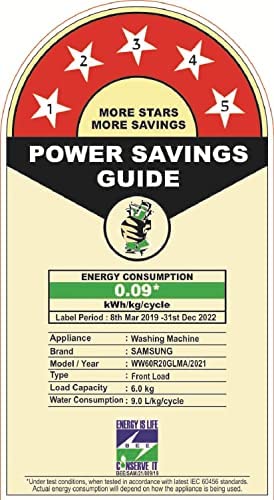 1 2 3 4 5
MORE STARS
MORE SAVINGS
POWER SAVINGS
GUIDE
ENERGY CONSUMPTION
0.09*
kWh/kg/cycle
Label Period : 8th Mar 2019 -31st Dec 2022
Appliance : Washing Machine
Brand : SAMSUNG
Model / Year : WW60R20GLMA/2021
Type : Front Load
Load Capacity : 6.0 kg
Water Consumption : 9.0 L/kg/cycle
ENERGY IS LIFE
BEE
CONSERVE IT
*Under test conditions, when tested in accordance with latest IEC 60456 standards.
Actual energy consumption will depend on how the appliance is being used.